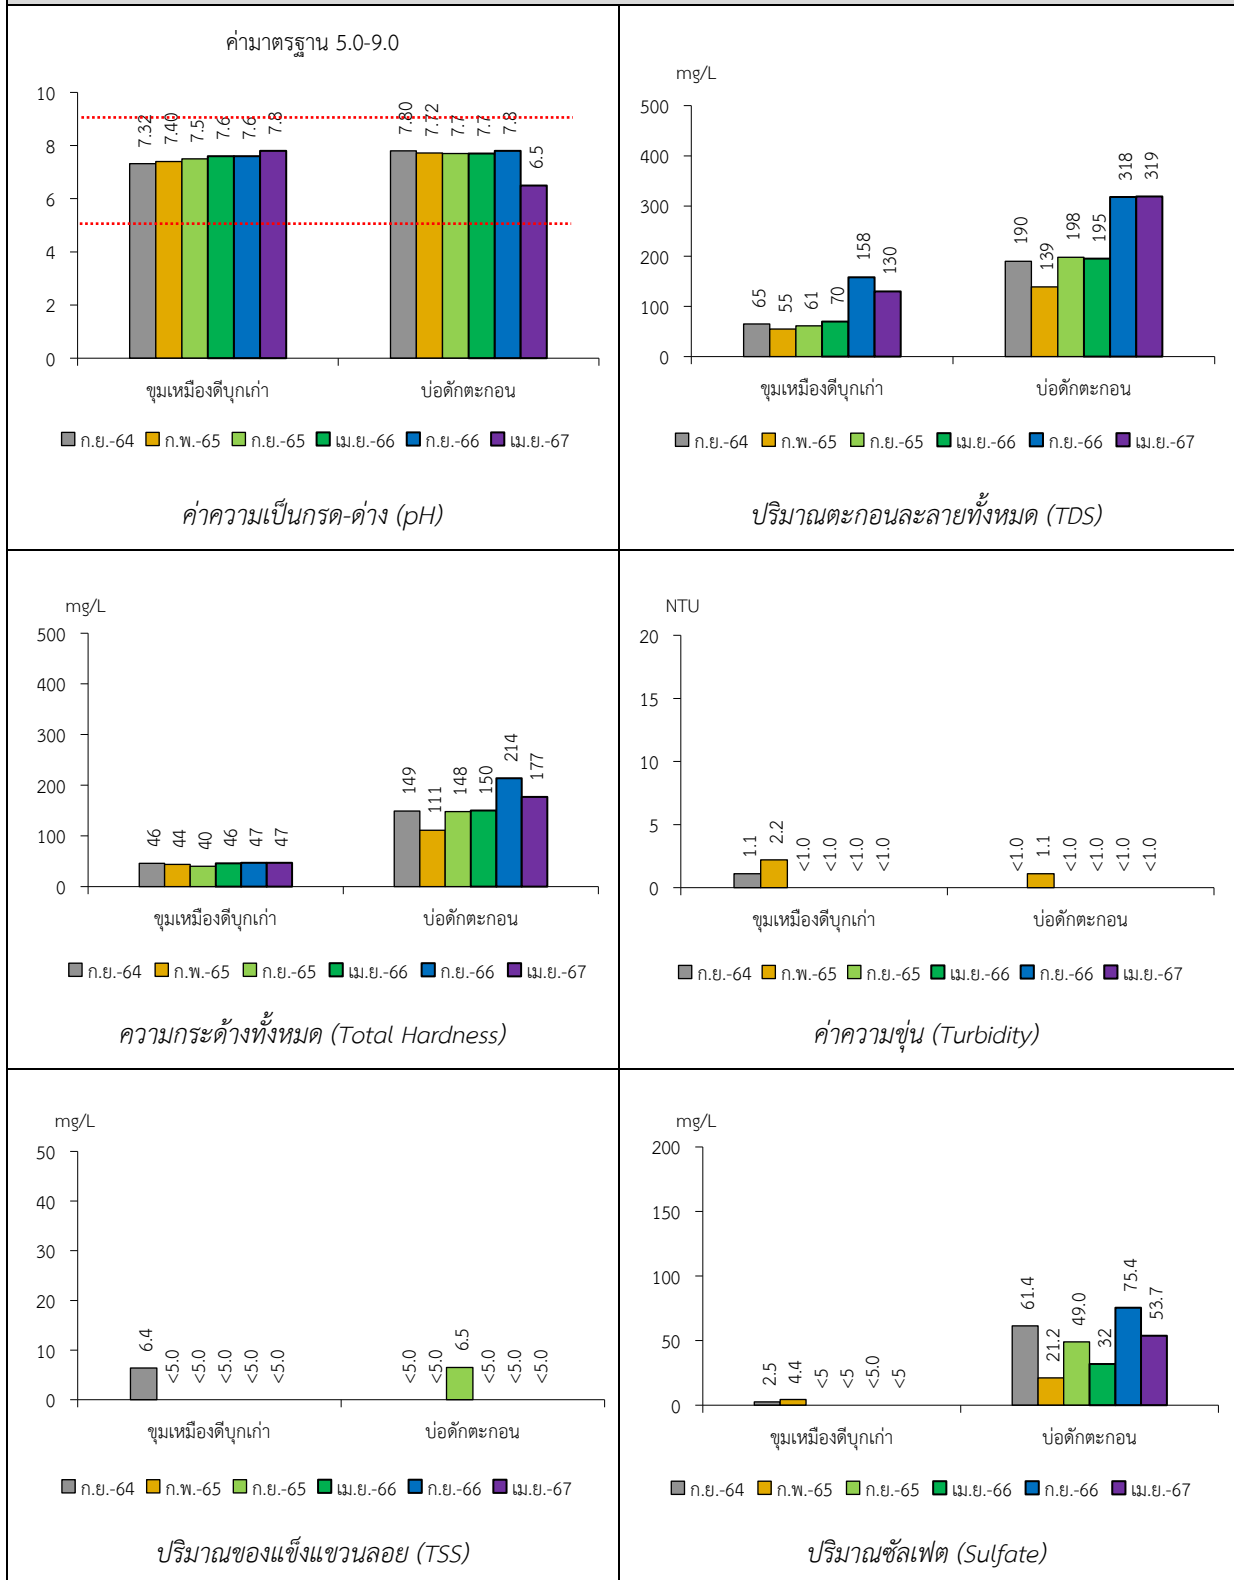 ค่ามาตรฐาน 5.0-9.0
10
8
6
4
2
0
7.32 7.40 7.5 7.6 7.6 7.8
7.80 7.72 7.7 7.7 7.8 6.5
ขุมเหมืองดีบุกเก่า บ่อดักตะกอน
ก.ย.-64 ก.พ.-65 ก.ย.-65 เม.ย.-66 ก.ย.-66 เม.ย.-67
ค่าความเป็นกรด-ด่าง (pH)
mg/L
500
400
300
200
100
0
65 55 61 70 158 130
190 139 198 195 318 319
ขุมเหมืองดีบุกเก่า บ่อดักตะกอน
ก.ย.-64 ก.พ.-65 ก.ย.-65 เม.ย.-66 ก.ย.-66 เม.ย.-67
ปริมาณตะกอนละลายทั้งหมด (TDS)
mg/L
500
400
300
200
100
0
46 44 40 46 47 47
149 111 148 150 214 177
ขุมเหมืองดีบุกเก่า บ่อดักตะกอน
ก.ย.-64 ก.พ.-65 ก.ย.-65 เม.ย.-66 ก.ย.-66 เม.ย.-67
ความกระด้างทั้งหมด (Total Hardness)
NTU
20
15
10
5
0
1.1 2.2 <1.0 <1.0 <1.0 <1.0
<1.0 1.1 <1.0 <1.0 <1.0 <1.0
ขุมเหมืองดีบุกเก่า บ่อดักตะกอน
ก.ย.-64 ก.พ.-65 ก.ย.-65 เม.ย.-66 ก.ย.-66 เม.ย.-67
ค่าความขุ่น (Turbidity)
mg/L
50
40
30
20
10
0
6.4 <5.0 <5.0 <5.0 <5.0 <5.0
<5.0 <5.0 6.5 <5.0 <5.0 <5.0
ขุมเหมืองดีบุกเก่า บ่อดักตะกอน
ก.ย.-64 ก.พ.-65 ก.ย.-65 เม.ย.-66 ก.ย.-66 เม.ย.-67
ปริมาณของแข็งแขวนลอย (TSS)
mg/L
200
150
100
50
0
2.5 4.4 <5 <5 <5.0 <5
61.4 21.2 49.0 32 75.4 53.7
ขุมเหมืองดีบุกเก่า บ่อดักตะกอน
ก.ย.-64 ก.พ.-65 ก.ย.-65 เม.ย.-66 ก.ย.-66 เม.ย.-67
ปริมาณซัลเฟต (Sulfate)